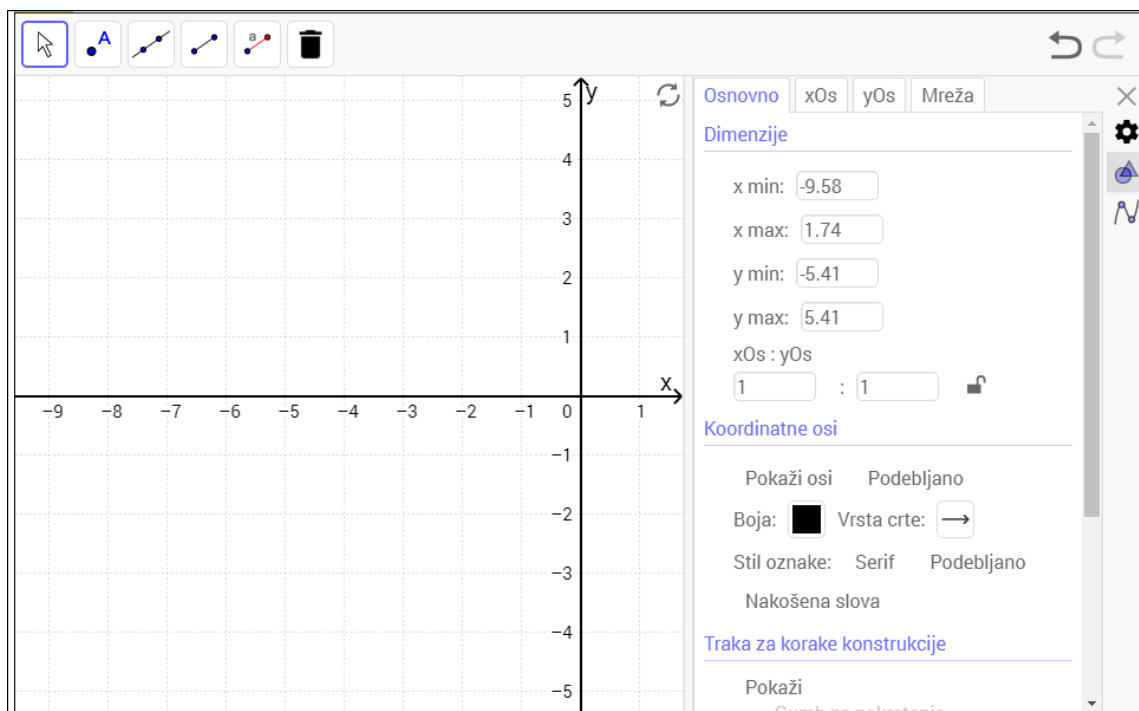 A
a
5
y
4
3
2
1
x
−9 −8 −7 −6 −5 −4 −3 −2 −1 0 1
−1
−2
−3
−4
−5
Osnovno xOs yOs Mreža
Dimenzije
x min: -9.58
x max: 1.74
y min: -5.41
y max: 5.41
xOs : yOs
1 : 1
Koordinatne osi
Pokaži osi Podebljano
Boja: Vrsta crte:
Stil oznake: Serif Podebljano
Nakošena slova
Traka za korake konstrukcije
Pokaži